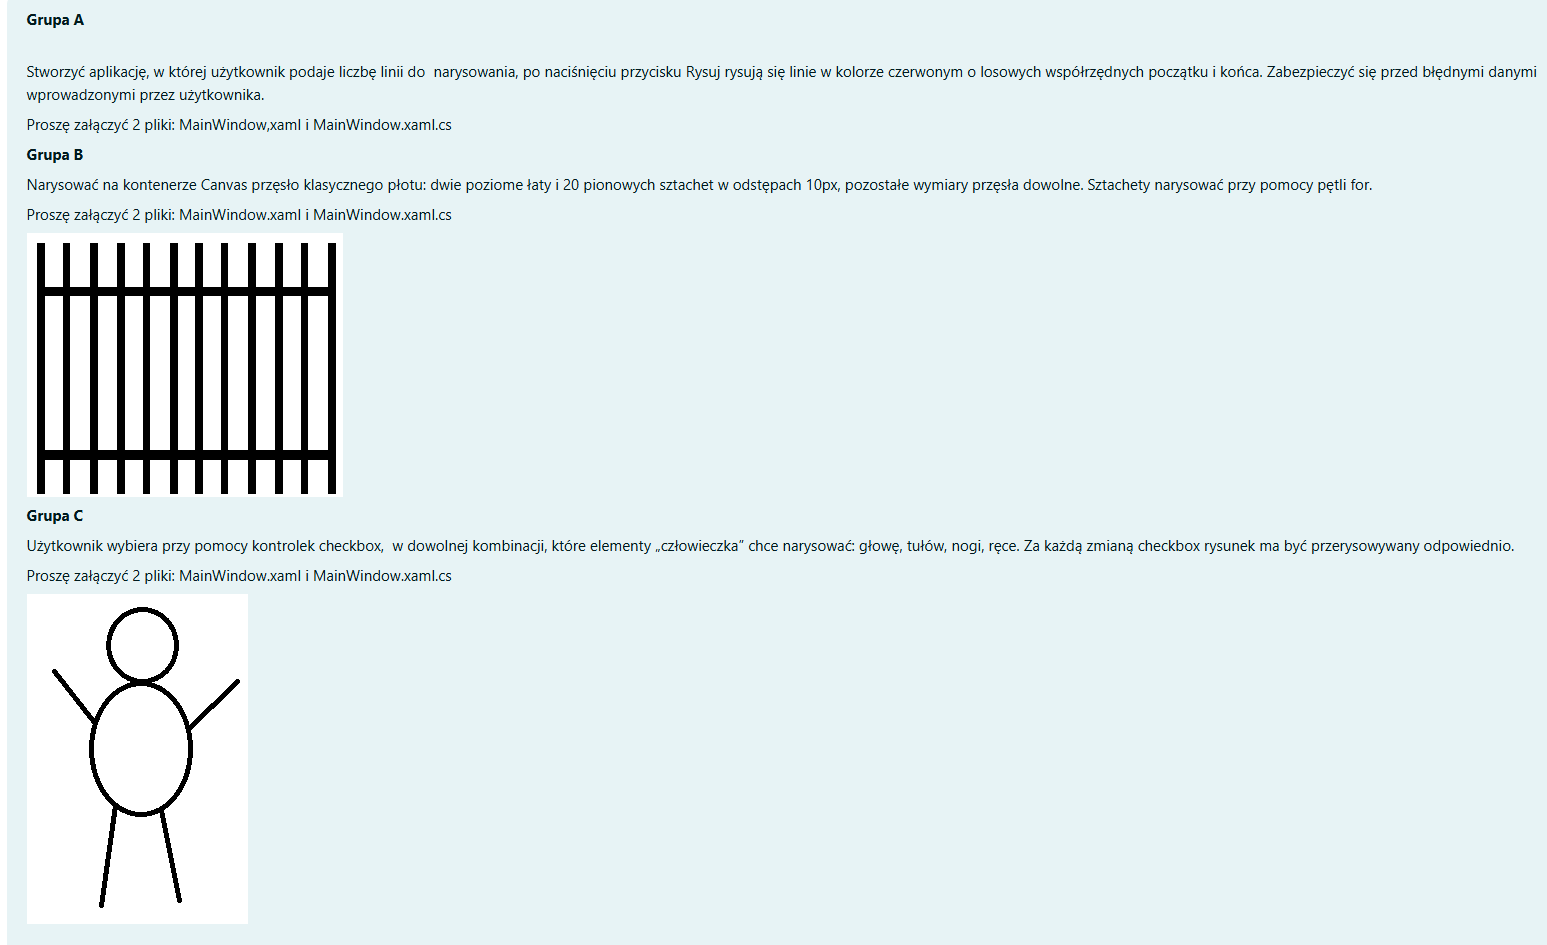 Grupa A
Stworzyć aplikację, w której użytkownik podaje liczbę linii do  narysowania, po naciśnięciu przycisku Rysuj rysują się linie w kolorze czerwonym o losowych współrzędnych początku i końca. Zabezpieczyć się przed błędnymi danymi
wprowadzonymi przez użytkownika.
Proszę załączyć 2 pliki: MainWindow,xaml i MainWindow.xaml.cs
Grupa B
Narysować na kontenerze Canvas przęsło klasycznego płotu: dwie poziome łaty i 20 pionowych sztachet w odstępach 10px, pozostałe wymiary przęsła dowolne. Sztachety narysować przy pomocy pętli for.
Proszę załączyć 2 pliki: MainWindow.xaml i MainWindow.xaml.cs
Grupa C
Użytkownik wybiera przy pomocy kontrolek checkbox,  w dowolnej kombinacji, które elementy „człowieczka” chce narysować: głowę, tułów, nogi, ręce. Za każdą zmianą checkbox rysunek ma być przerysowywany odpowiednio.
Proszę załączyć 2 pliki: MainWindow.xaml i MainWindow.xaml.cs